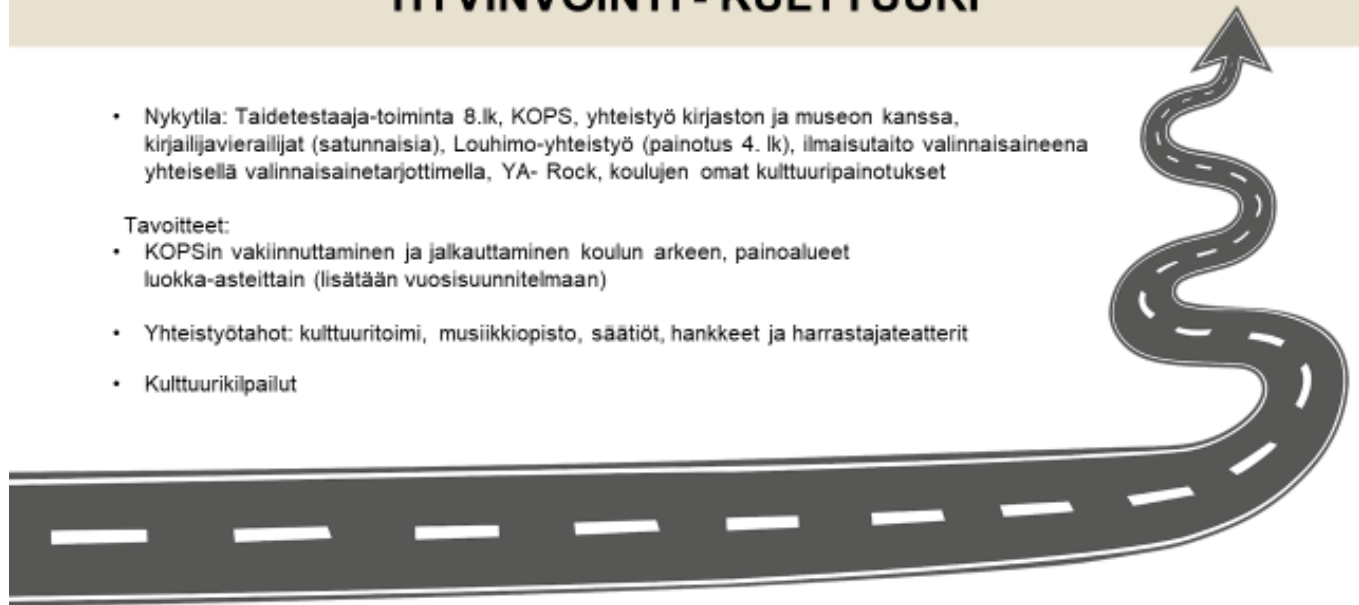 HYVINVOINTI - KULTTUURI
• Nykytila: Taidetestaaja-toiminta 8.lk, KOPS, yhteistyö kirjaston ja museon kanssa,
kirjailijavierailijat (satunnaisia), Louhimo-yhteistyö (painotus 4. lk), ilmaisutaito valinnaisaineena
yhteisellä valinnaisainetarjottimella, YA- Rock, koulujen omat kulttuuripainotukset
Tavoitteet:
• KOPSin vakiinnuttaminen ja jalkauttaminen koulun arkeen, painoalueet
luokka-asteittain (lisätään vuosisuunnitelmaan)
• Yhteistyötahot: kulttuuritoimi, musiikkiopisto, säätiöt, hankkeet ja harrastajateatterit
• Kulttuurikilpailut